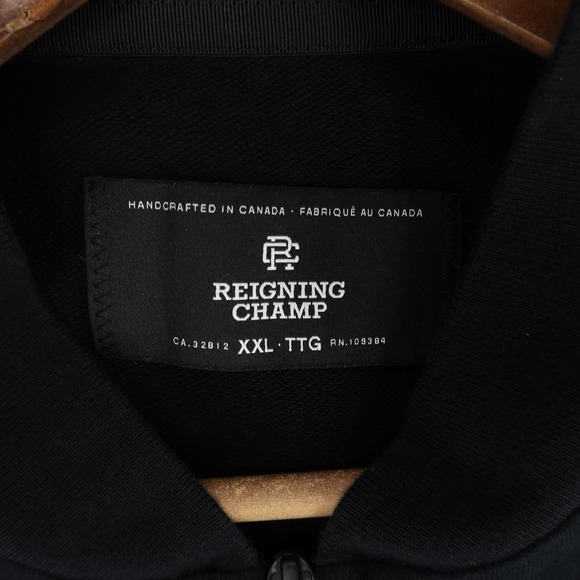 HANDCRAFTED IN CANADA · FABRIQUÉ AU CANADA
RC
REIGNING
CHAMP
CA.32812 XXL · TTG RN.109384